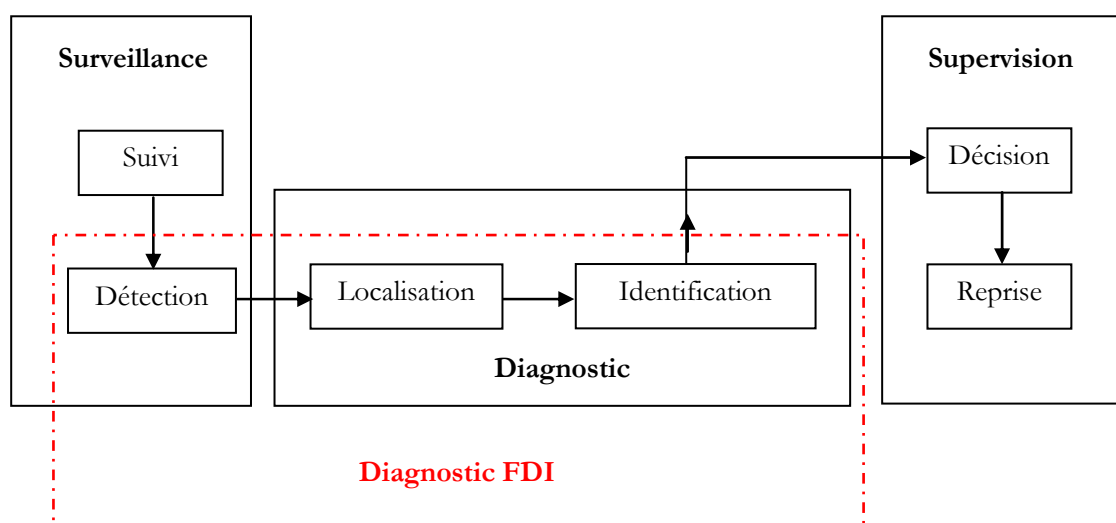 Surveillance
Supervision
Suivi
Décision
Détection
Localisation
Identification
Reprise
Diagnostic
Diagnostic FDI